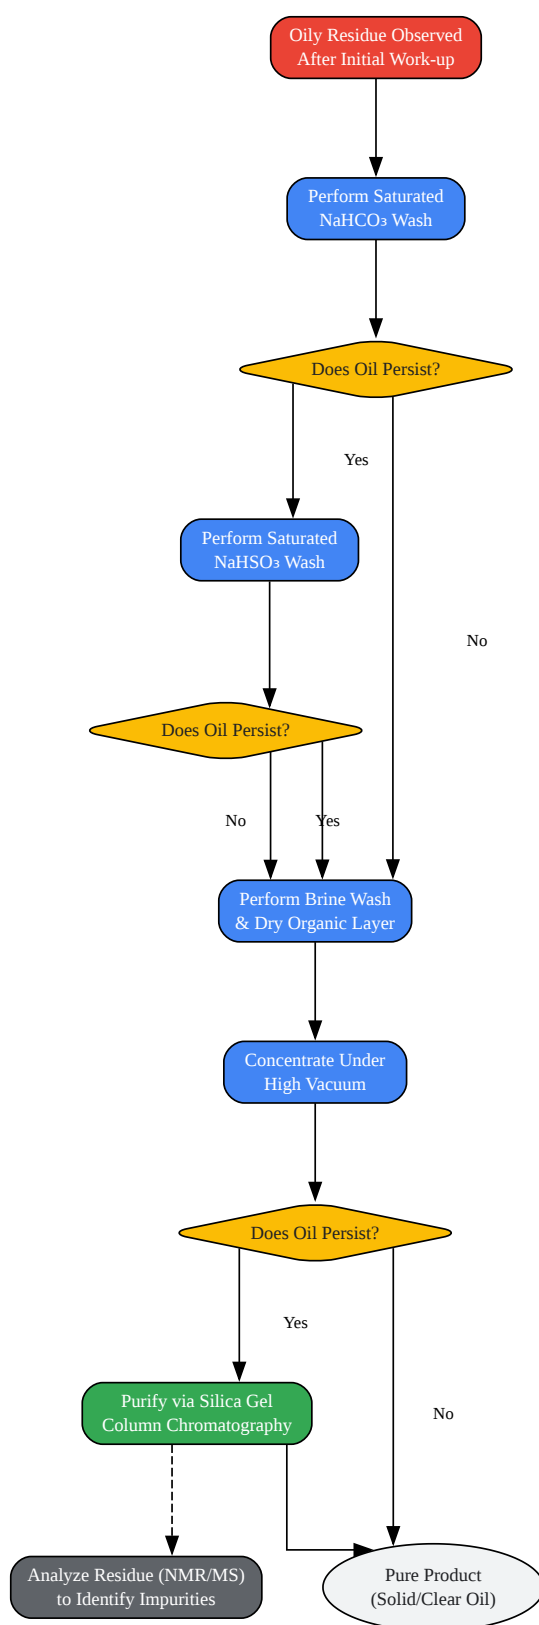 Oily Residue Observed
After Initial Work-up
Perform Saturated
NaHCO₃ Wash
Does Oil Persist?
Yes
Perform Saturated
NaHSO₃ Wash
No
Does Oil Persist?
No
Yes
Perform Brine Wash
& Dry Organic Layer
Concentrate Under
High Vacuum
Does Oil Persist?
Yes
Purify via Silica Gel
Column Chromatography
No
Analyze Residue (NMR/MS)
to Identify Impurities
Pure Product
(Solid/Clear Oil)